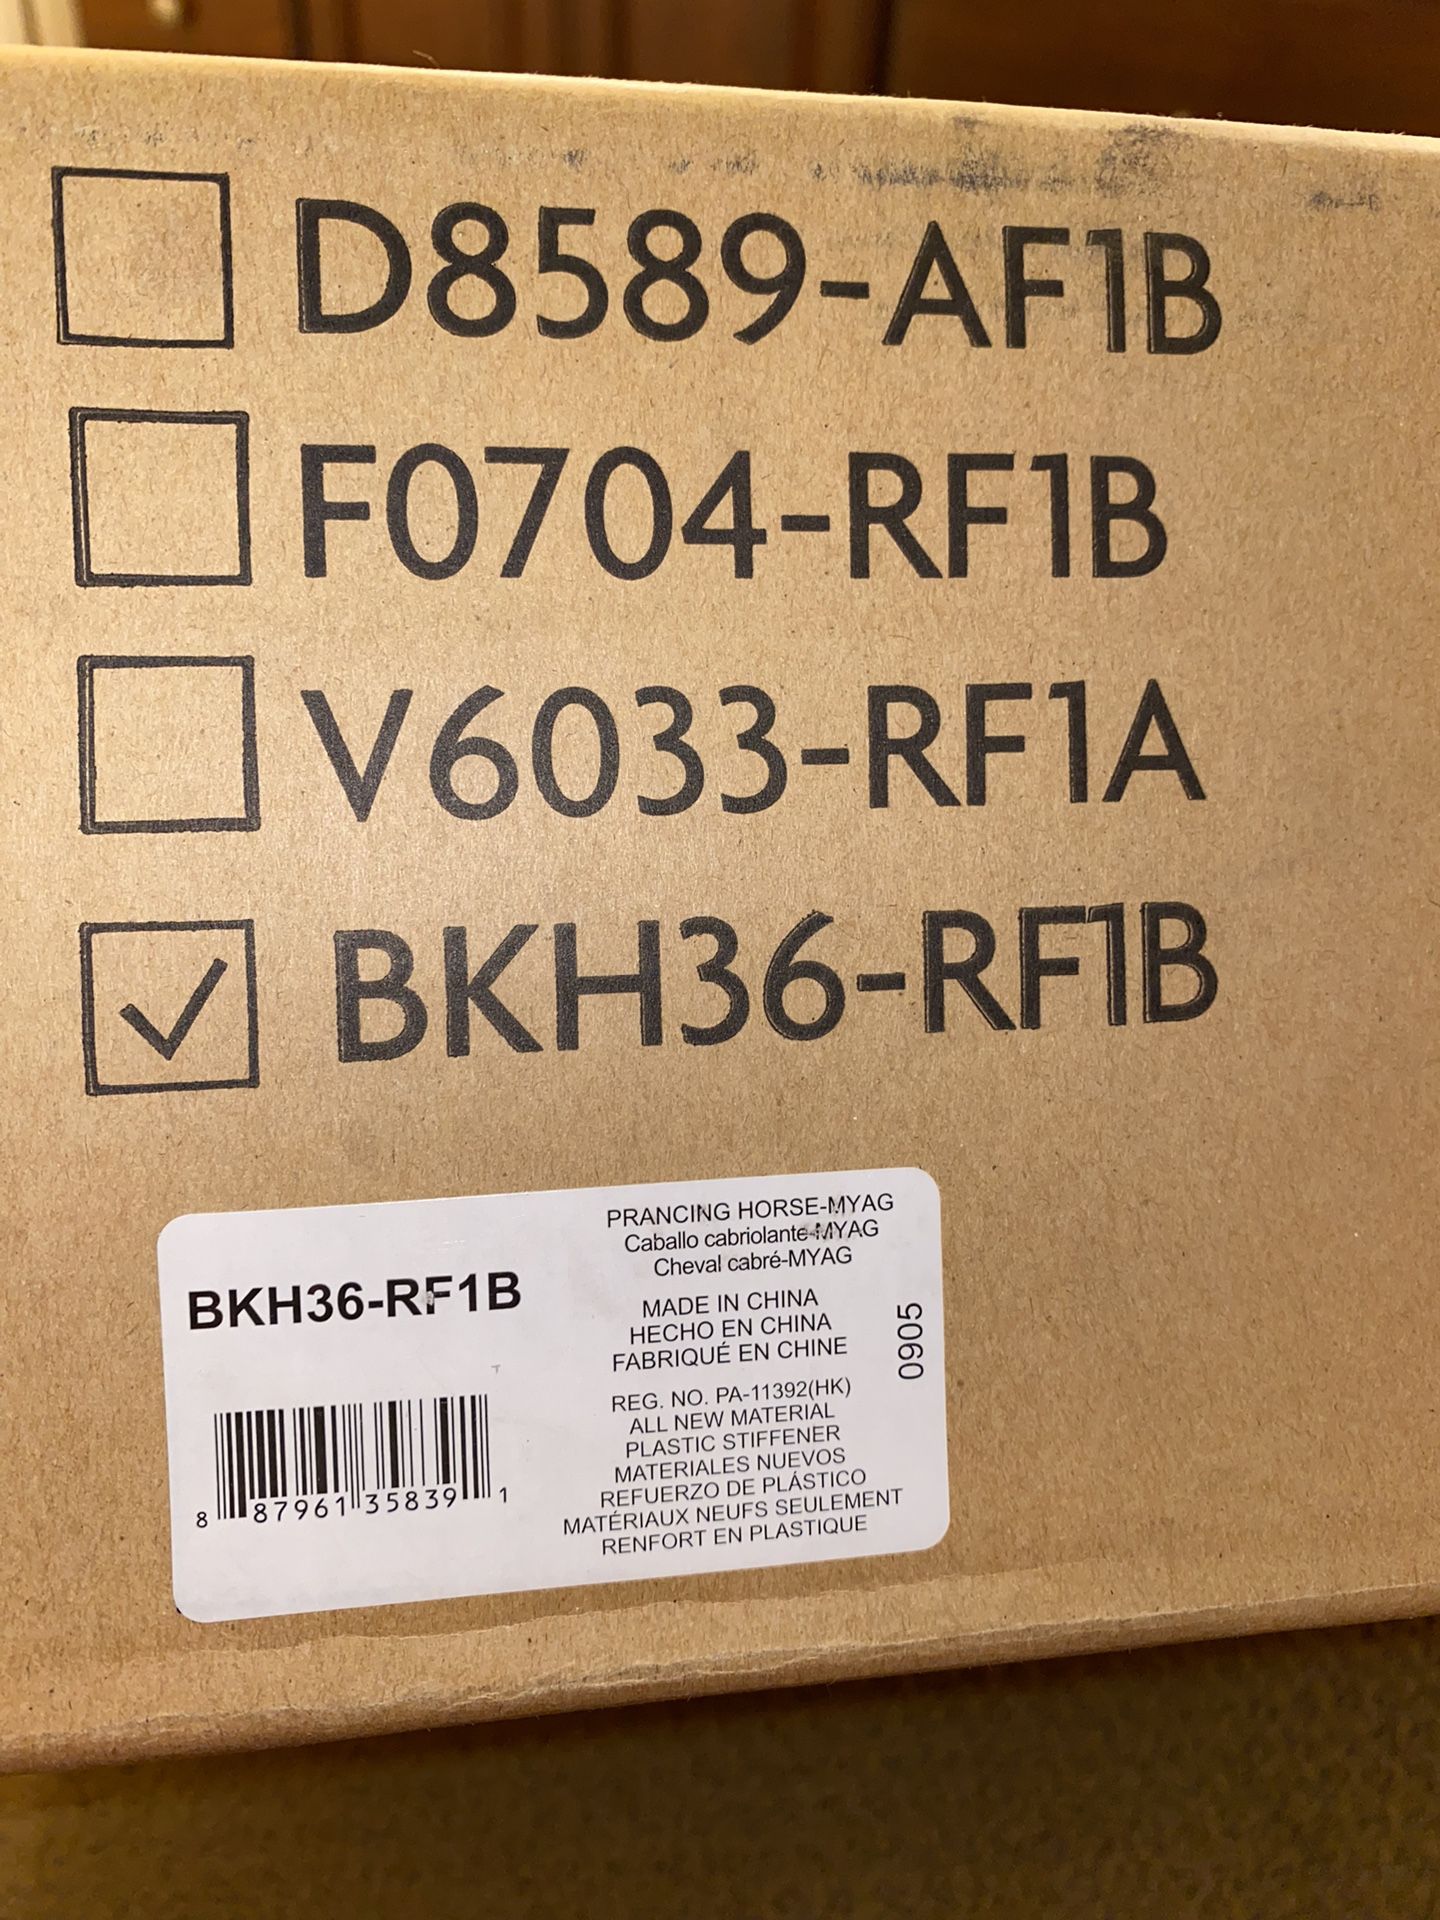 D8589-AF1B
F0704-RF1B
V6033-RF1A
BKH36-RF1B
BKH36-RF1B
8 87961 35839 1
PRANCING HORSE-MYAG
Caballo cabriolante-MYAG
Cheval cabré-MYAG
MADE IN CHINA
HECHO EN CHINA
FABRIQUÉ EN CHINE
0905
REG. NO. PA-11392(HK)
ALL NEW MATERIAL
PLASTIC STIFFENER
MATERIALES NUEVOS
REFUERZO DE PLÁSTICO
MATÉRIAUX NEUFS SEULEMENT
RENFORT EN PLASTIQUE